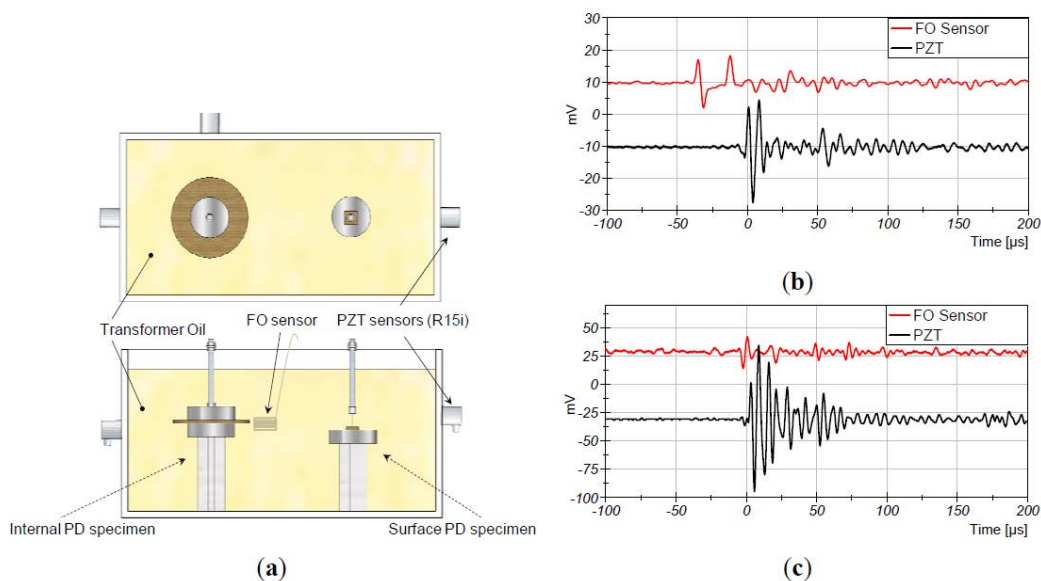 Transformer Oil
FO sensor
PZT sensors (R15i)
Internal PD specimen
Surface PD specimen
(a)
30
20
10
0
-10
-20
-30
mV
FO Sensor
PZT
-100
-50
0
50
100
150
200
Time [µs]
(b)
50
25
0
-25
-50
-75
-100
mV
FO Sensor
PZT
-100
-50
0
50
100
150
200
Time [µs]
(c)